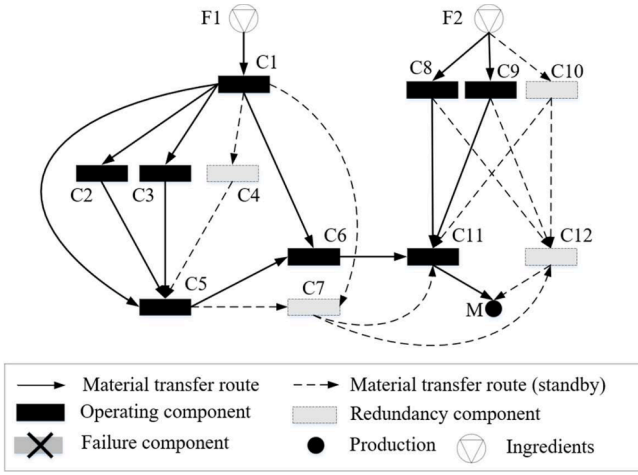 F1
F2
C1
C8
C9
C10
C2
C3
C4
C6
C11
C12
C5
C7
M
Material transfer route
Material transfer route (standby)
Operating component
Redundancy component
Failure component
Production
Ingredients